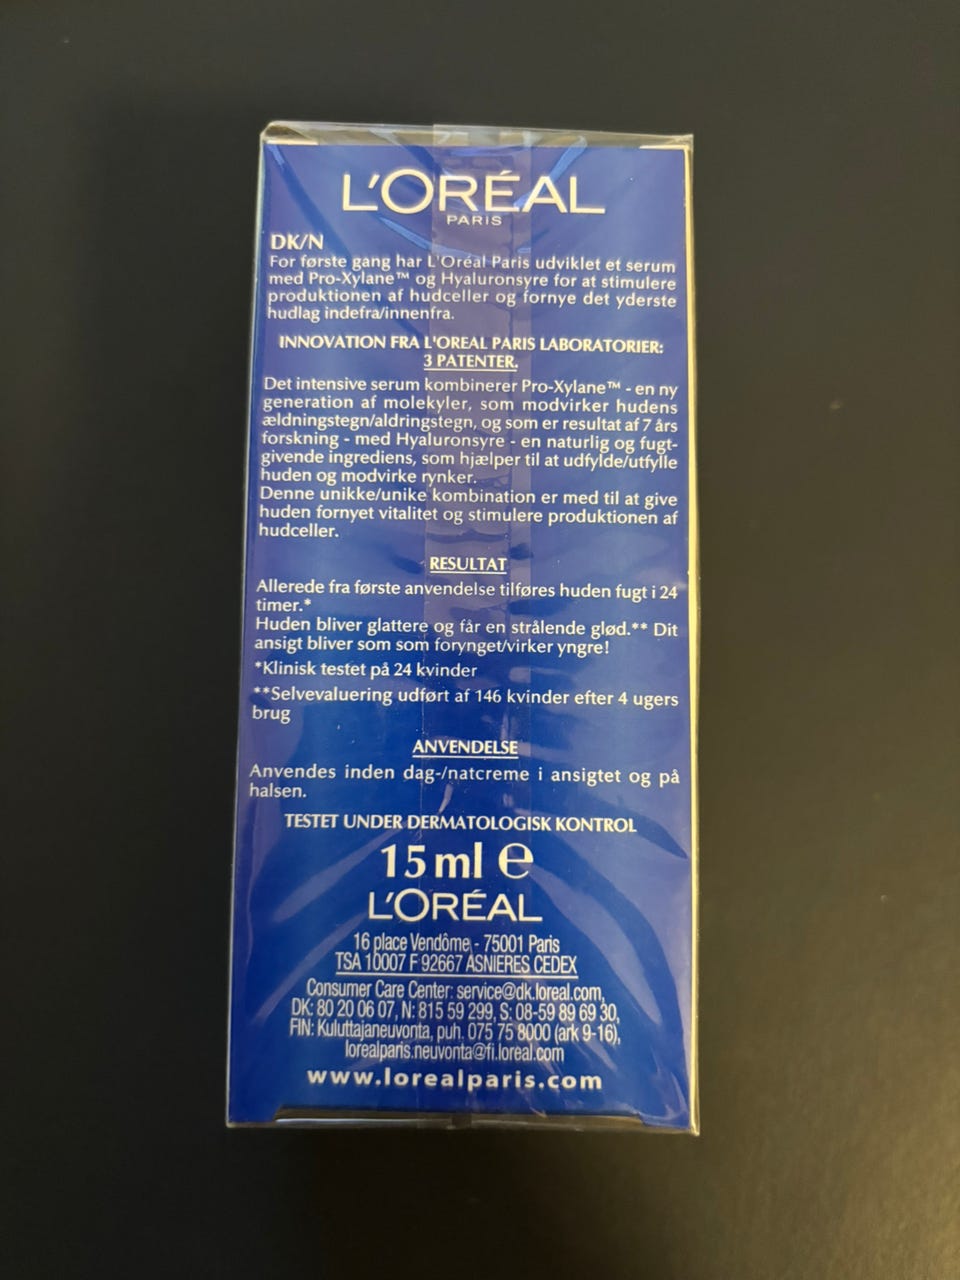 L'ORÉAL
PARIS
DK/N
For første gang har L'Oréal Paris udviklet et serum
med Pro-Xylane™ og Hyaluronsyre for at stimulere
produktionen af hudceller og fornye det yderste
hudlag indefra/innenfra.
INNOVATION FRA L'OREAL PARIS LABORATORIER:
3 PATENTER.
Det intensive serum kombinerer Pro-Xylane™ - en ny
generation af molekyler, som modvirker hudens
ældningstegn/aldringstegn, og som er resultat af 7 års
forskning - med Hyaluronsyre - en naturlig og fugt-
givende ingrediens, som hjælper til at udfylde/utfylle
huden og modvirke rynker.
Denne unikke/unike kombination er med til at give
huden fornyet vitalitet og stimulere produktionen af
hudceller.
RESULTAT
Allerede fra første anvendelse tilføres huden fugt i 24
timer.*
Huden bliver glattere og får en strålende glød.** Dit
ansigt bliver som som forynget/virker yngre!
*Klinisk testet på 24 kvinder
**Selvevaluering udført af 146 kvinder efter 4 ugers
brug
ANVENDELSE
Anvendes inden dag-/natcreme i ansigtet og på
halsen.
TESTET UNDER DERMATOLOGISK KONTROL
15 ml e
L'ORÉAL
16 place Vendôme - 75001 Paris
TSA 10007 F 92667 ASNIERES CEDEX
Consumer Care Center: service@dk.loreal.com,
DK: 80 20 06 07, N: 815 59 299, S: 08-59 89 69 30,
FIN: Kuluttajaneuvonta, puh. 075 75 8000 (ark 9-16),
lorealparis.neuvonta@fi.loreal.com
www.lorealparis.com